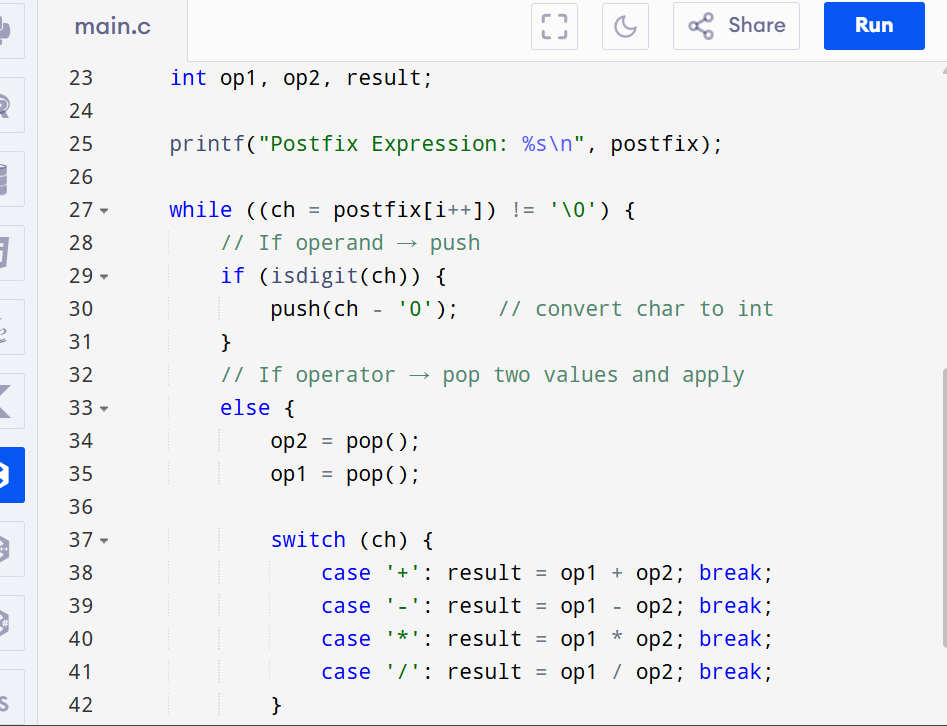 main.c
Share
Run
23 int op1, op2, result;
24
25 printf("Postfix Expression: %s\n", postfix);
26
27 while ((ch = postfix[i++]) != '\0') {
28 // If operand → push
29 if (isdigit(ch)) {
30 push(ch - '0'); // convert char to int
31 }
32 // If operator → pop two values and apply
33 else {
34 op2 = pop();
35 op1 = pop();
36
37 switch (ch) {
38 case '+': result = op1 + op2; break;
39 case '-': result = op1 - op2; break;
40 case '*': result = op1 * op2; break;
41 case '/': result = op1 / op2; break;
42 }